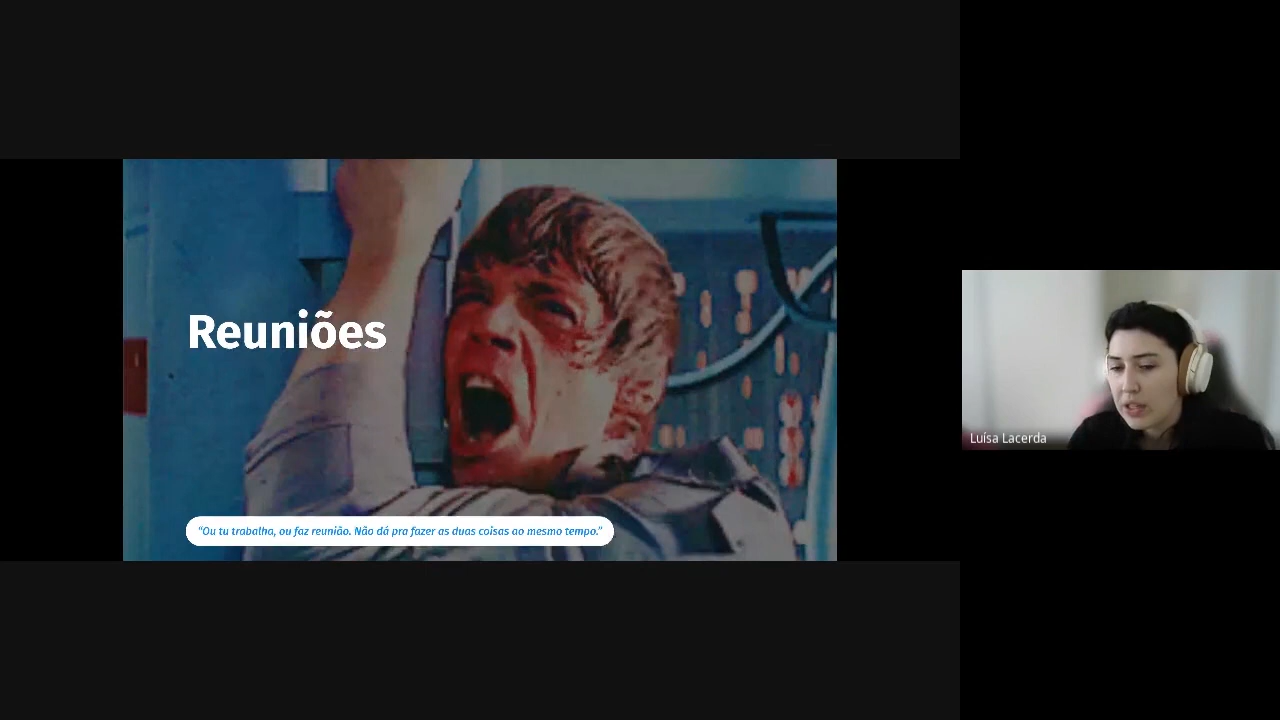 Reuniões
“Ou tu trabalha, ou faz reunião. Não dá pra fazer as duas coisas ao mesmo tempo.”
Luísa Lacerda